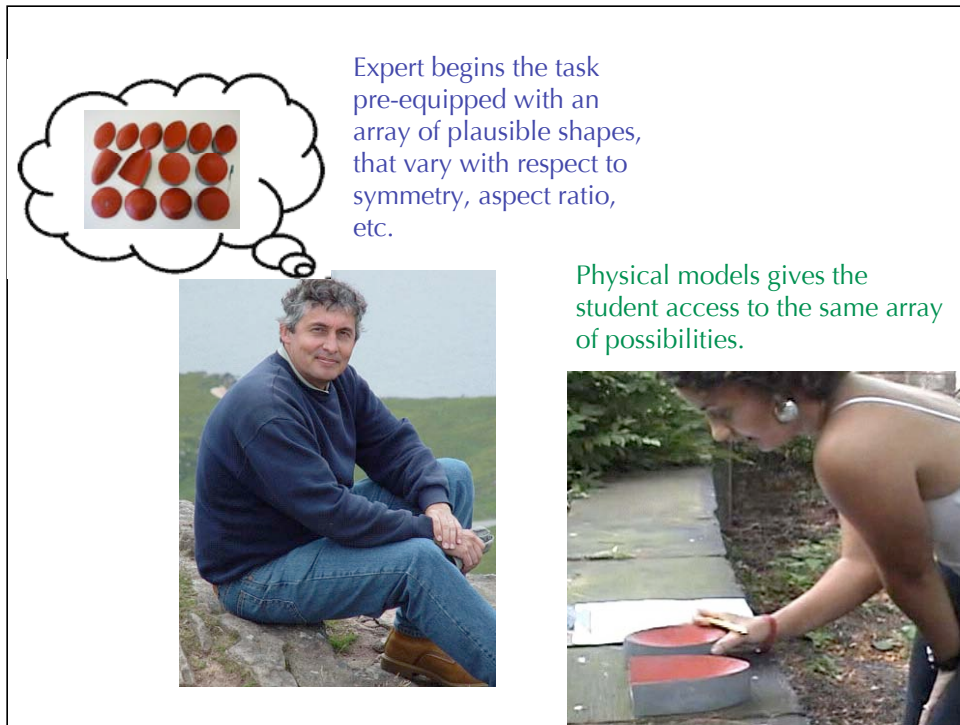 Expert begins the task
pre-equipped with an
array of plausible shapes,
that vary with respect to
symmetry, aspect ratio,
etc.
Physical models gives the
student access to the same array
of possibilities.